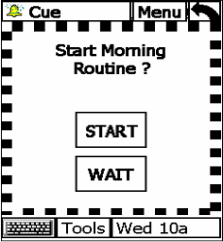 Cue Menu
Start Morning
Routine ?
START
WAIT
Tools Wed 10a